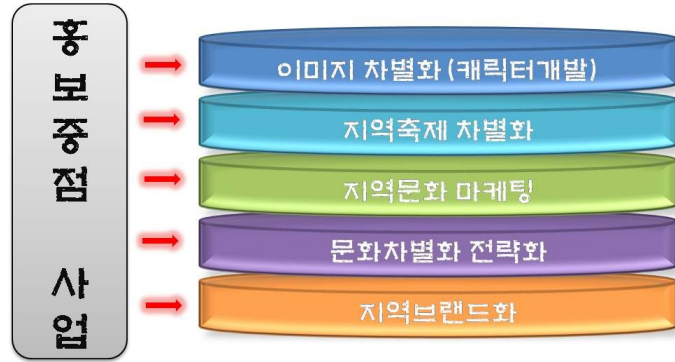 홍보중점 사업
이미지 차별화(캐릭터개발)
지역축제 차별화
지역문화 마케팅
문화차별화 전략화
지역브랜드화